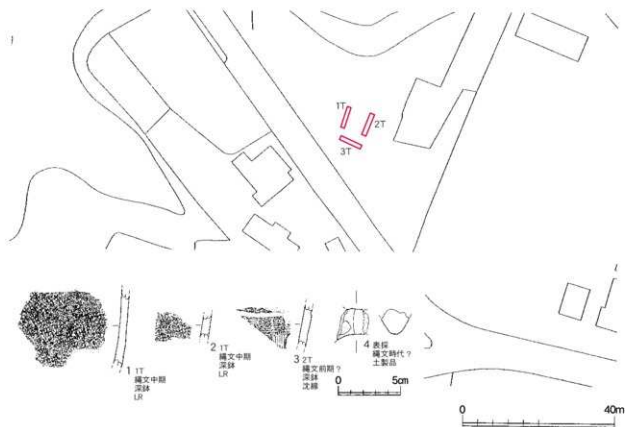 1T
2T
3T
1 1T
縄文中期
深鉢
LR
2 1T
縄文中期
深鉢
LR
3 2T
縄文前期?
深鉢
沈線
4 表採
縄文時代?
土製品
0 5cm
0 40m